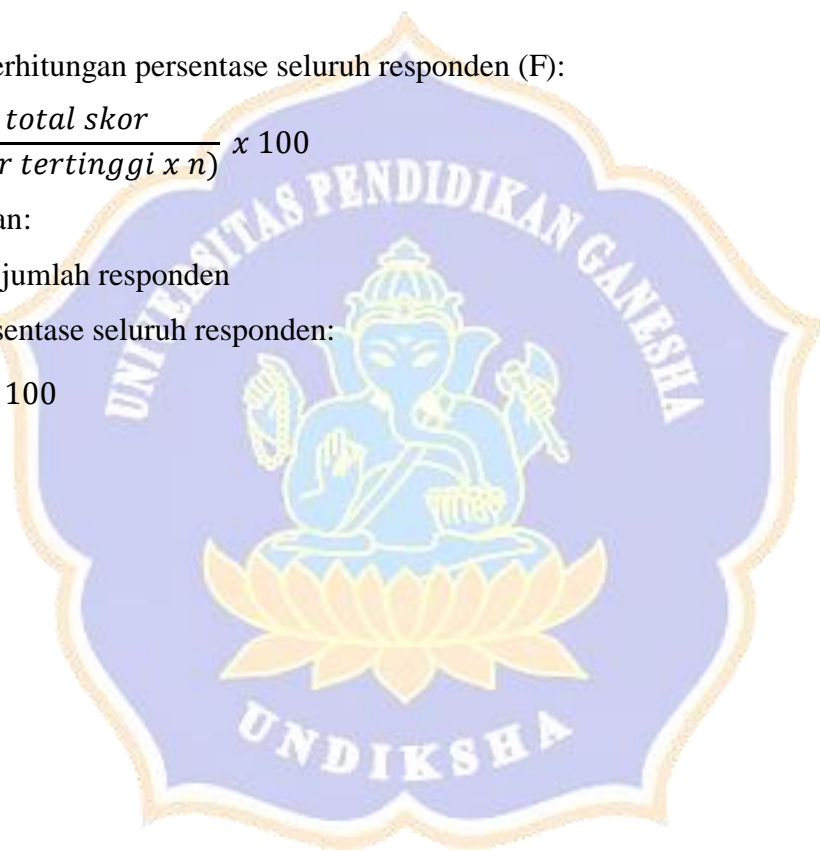 erhitungan persentase seluruh responden (F):
total skor
r tertinggi x n) x 100
an:
jumlah responden
sentase seluruh responden:
100
UNIVERSITAS PENDIDIKAN GANESHA
UNDIKSHA